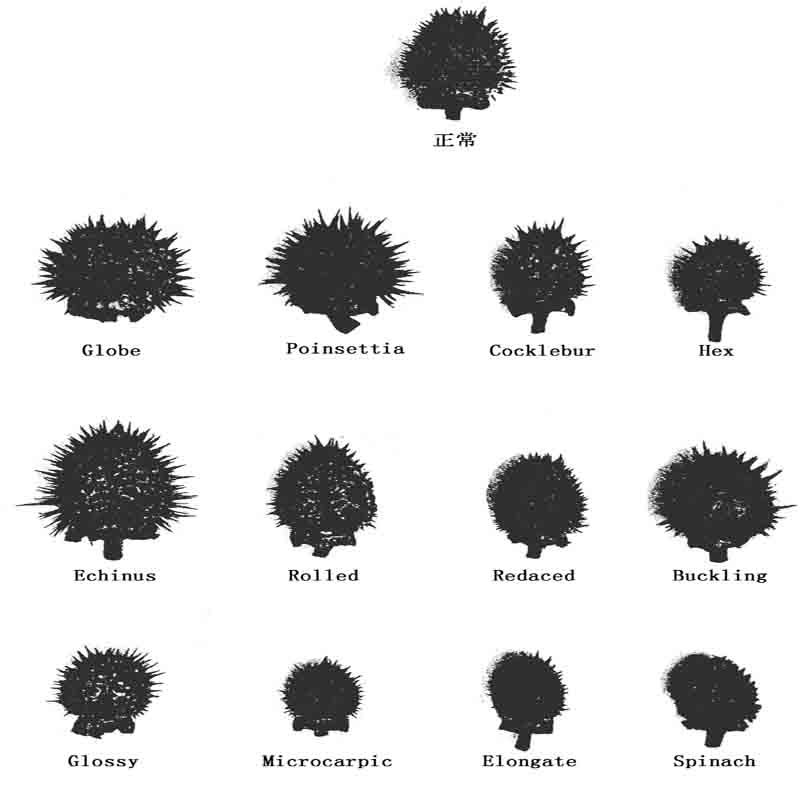 正常
Globe
Poinsettia
Cocklebur
Hex
Echinus
Rolled
Redaced
Buckling
Glossy
Microcarpic
Elongate
Spinach